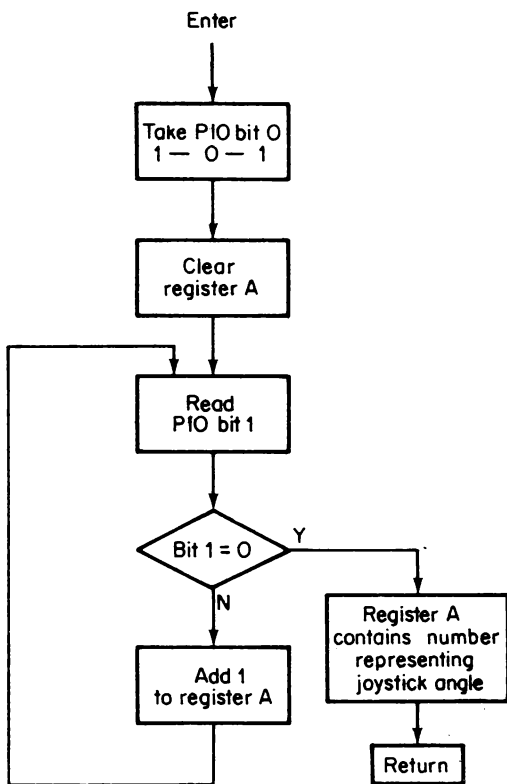 Enter
Take PIO bit 0
1 — 0 — 1
Clear
register A
Read
PIO bit 1
Bit 1 = 0
Y
N
Add 1
to register A
Register A
contains number
representing
joystick angle
Return